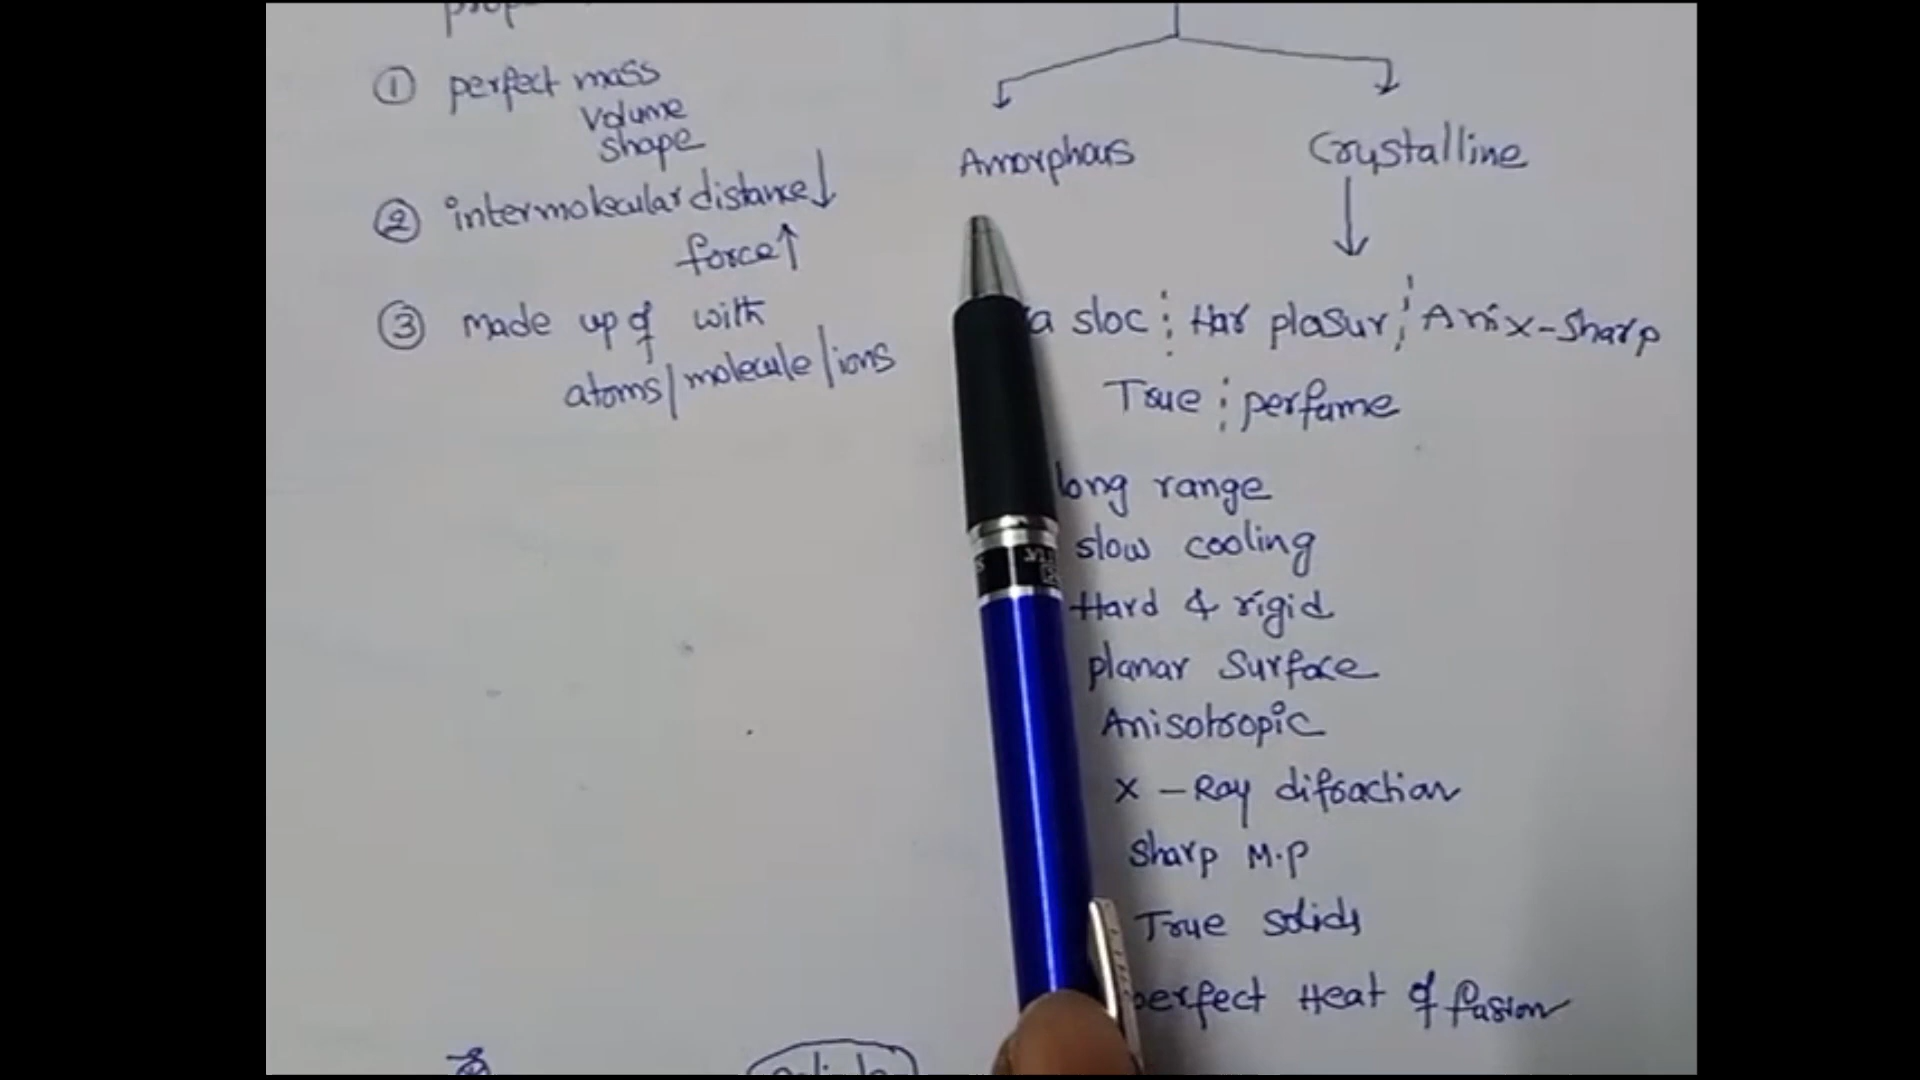 ① perfect mass
volume
shape
② intermolecular distance↓
force↑
③ made up of with
atoms/molecule/ions
Amorphous
Crystalline
a sloc ¦ Har plasur ¦ Anix-sharp
True ¦ perfume
long range
slow cooling
Hard & rigid
planar Surface
Anisotropic
X-Ray difraction
Sharp M.P
True solids
perfect Heat of fusion